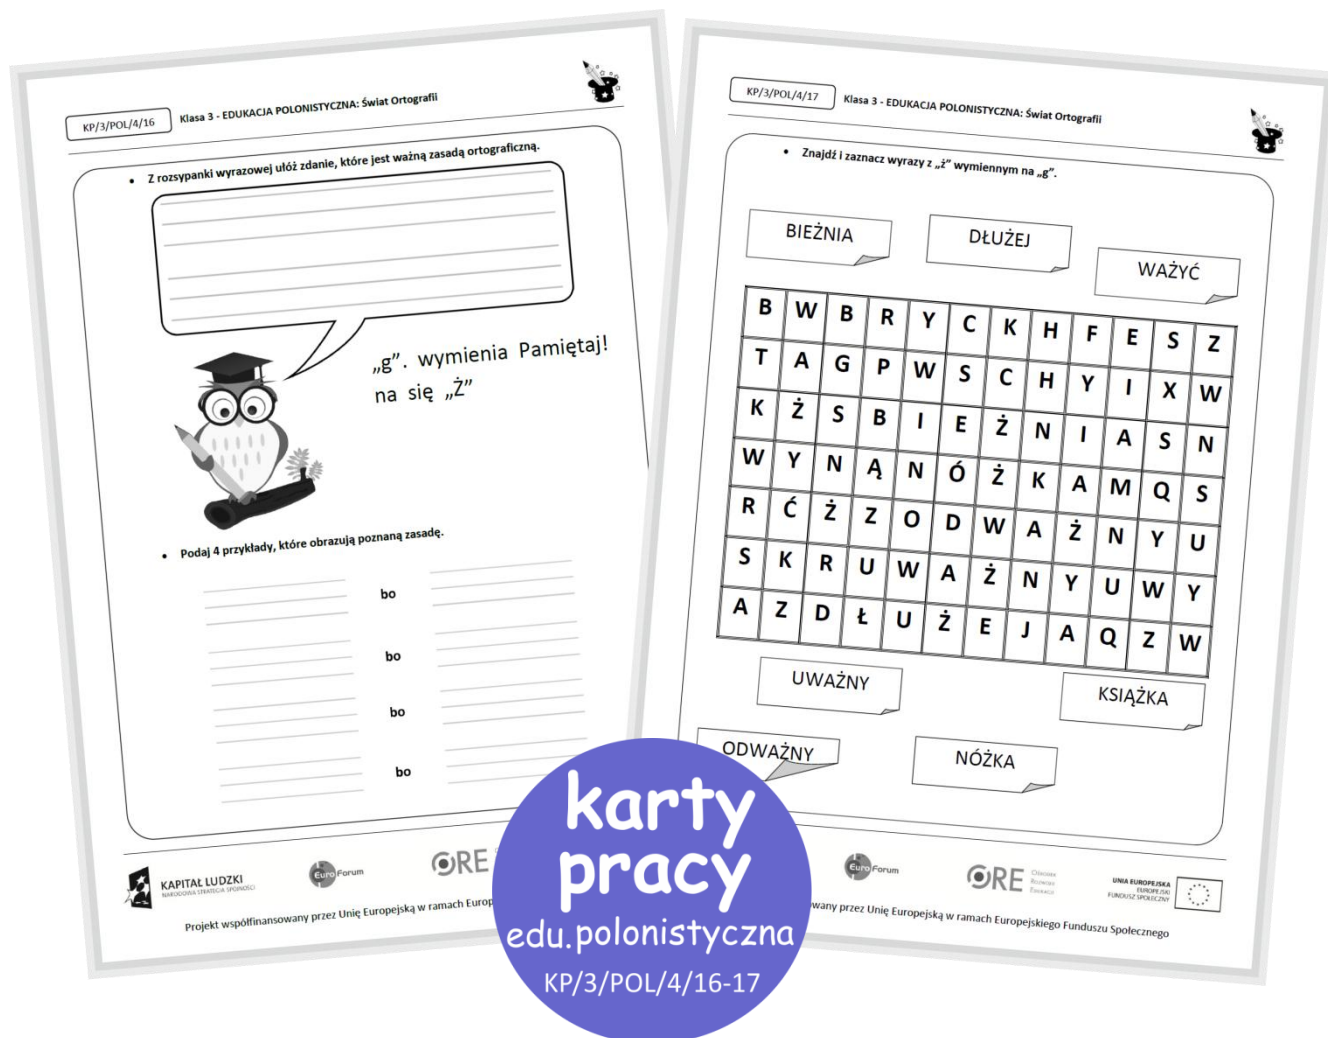 KP/3/POL/4/16
Klasa 3 - EDUKACJA POLONISTYCZNA: Świat Ortografii
• Z rozsypanki wyrazowej ułóż zdanie, które jest ważną zasadą ortograficzną.
„g”. wymienia Pamiętaj!
na się „Ż”
• Podaj 4 przykłady, które obrazują poznaną zasadę.
bo
bo
bo
bo
KAPITAŁ LUDZKI
NARODOWA STRATEGIA SPÓJNOŚCI
Euro Forum
ORE
Projekt współfinansowany przez Unię Europejską w ramach Europ
KP/3/POL/4/17
Klasa 3 - EDUKACJA POLONISTYCZNA: Świat Ortografii
• Znajdź i zaznacz wyrazy z „ż” wymiennym na „g”.
BIEŻNIA
DŁUŻEJ
WAŻYĆ
B W B R Y C K H F E S Z
T A G P W S C H Y I X W
K Ż S B I E Ż N I A S N
W Y N Ą N Ó Ż K A M Q S
R Ć Ż Z O D W A Ż N Y U
S K R U W A Ż N Y U W Y
A Z D Ł U Ż E J A Q Z W
UWAŻNY
KSIĄŻKA
ODWAŻNY
NÓŻKA
Euro Forum
ORE
OŚRODEK
ROZWOJU
EDUKACJI
UNIA EUROPEJSKA
EUROPEJSKI
FUNDUSZ SPOŁECZNY
wany przez Unię Europejską w ramach Europejskiego Funduszu Społecznego
karty
pracy
edu.polonistyczna
KP/3/POL/4/16-17